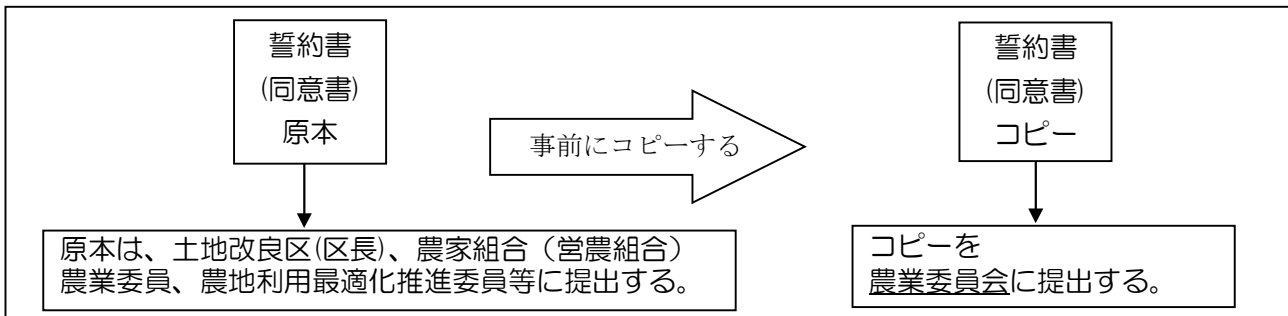 誓約書
(同意書)
原本
事前にコピーする
誓約書
(同意書)
コピー
原本は、土地改良区(区長)、農家組合（営農組合）
農業委員、農地利用最適化推進委員等に提出する。
コピーを
農業委員会に提出する。